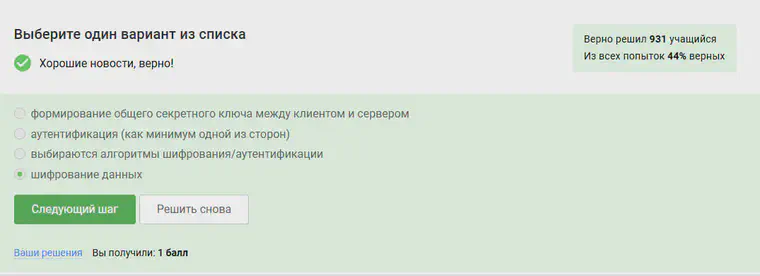 Выберите один вариант из списка
Верно решил 931 учащийся
Из всех попыток 44% верных
Хорошие новости, верно!
формирование общего секретного ключа между клиентом и сервером
аутентификация (как минимум одной из сторон)
выбираются алгоритмы шифрования/аутентификации
шифрование данных
Следующий шаг Решить снова
Ваши решения Вы получили: 1 балл